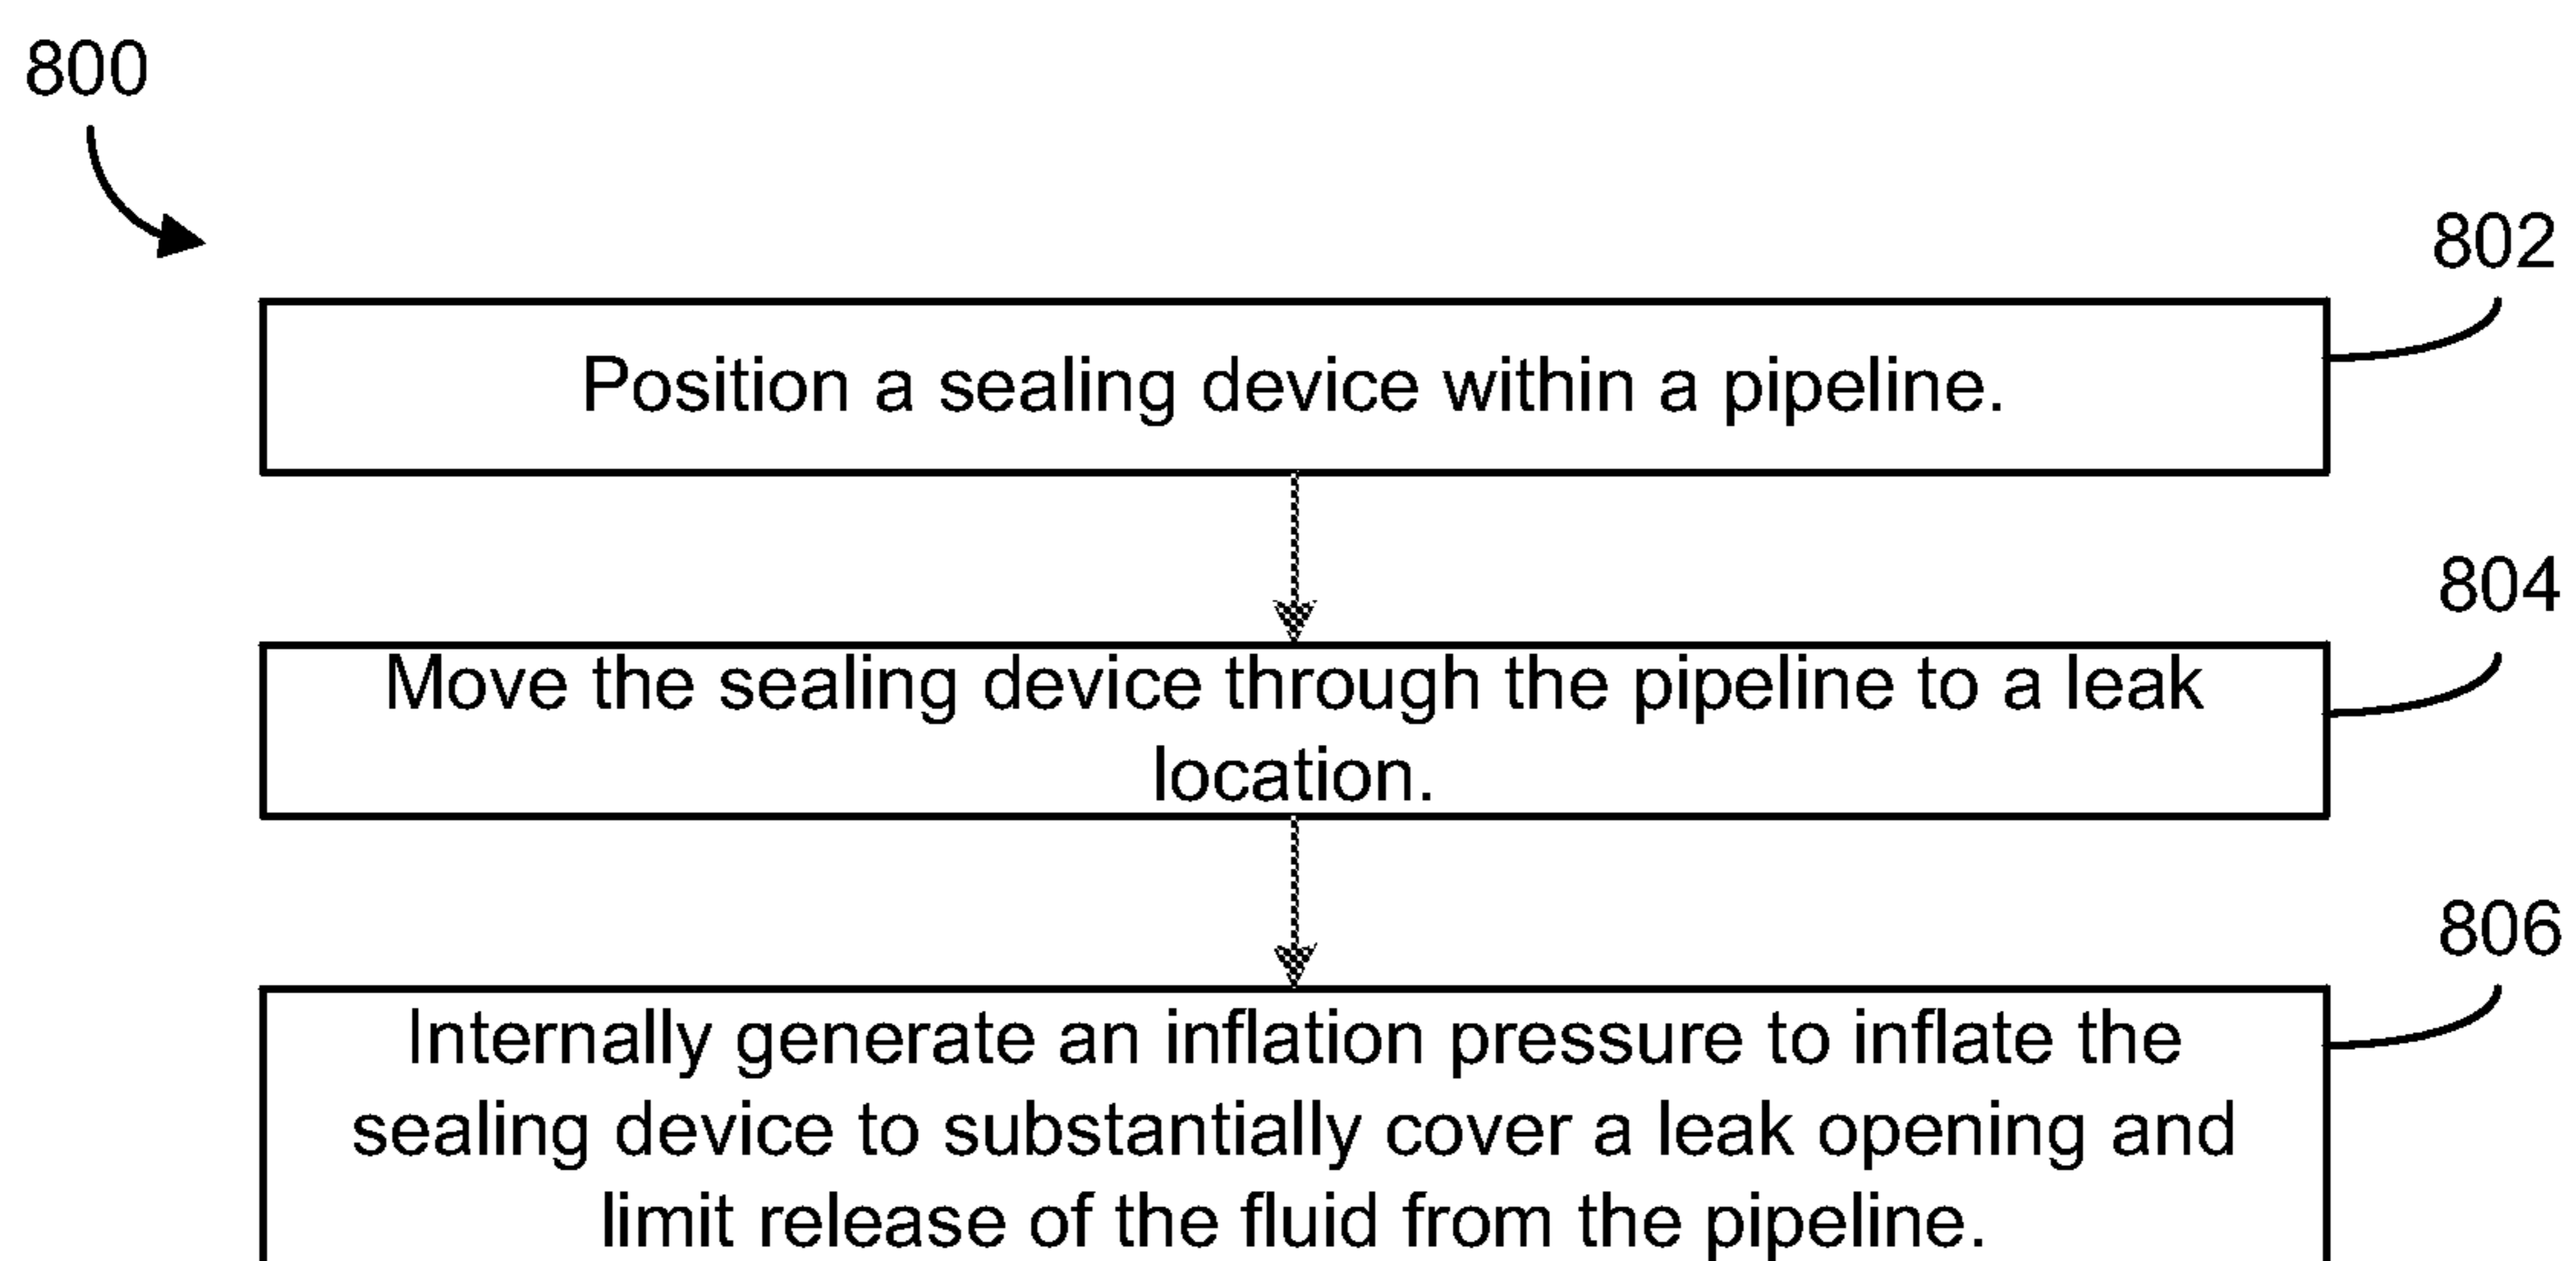 800
802
Position a sealing device within a pipeline.
804
Move the sealing device through the pipeline to a leak
location.
806
Internally generate an inflation pressure to inflate the
sealing device to substantially cover a leak opening and
limit release of the fluid from the pipeline.